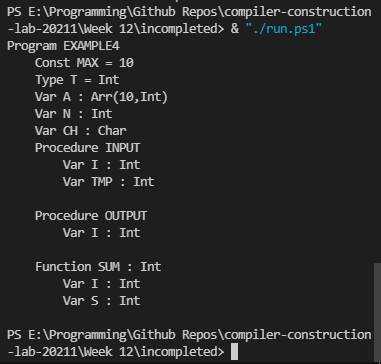 PS E:\Programming\Github Repos\compiler-construction
-lab-20211\Week 12\incompleted> & "./run.ps1"
Program EXAMPLE4
    Const MAX = 10
    Type T = Int
    Var A : Arr(10,Int)
    Var N : Int
    Var CH : Char
    Procedure INPUT
        Var I : Int
        Var TMP : Int
    Procedure OUTPUT
        Var I : Int
    Function SUM : Int
        Var I : Int
        Var S : Int
PS E:\Programming\Github Repos\compiler-construction
-lab-20211\Week 12\incompleted>